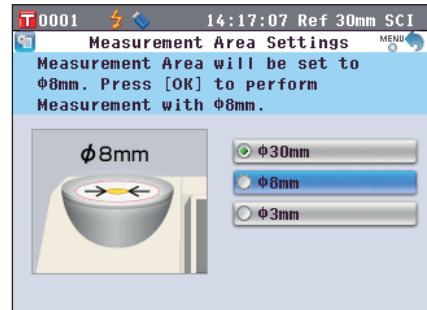 T 0001 14:17:07 Ref 30mm SCI
Measurement Area Settings MENU
Measurement Area will be set to
Φ8mm. Press [OK] to perform
Measurement with Φ8mm.
ϕ8mm
Φ30mm
Φ8mm
Φ3mm